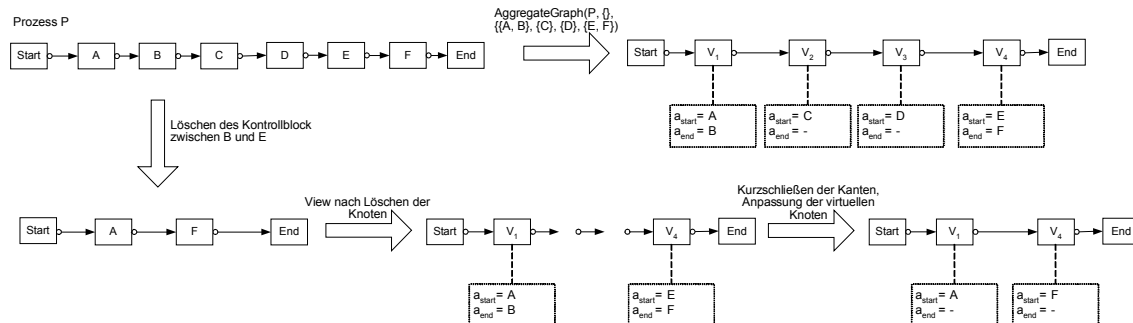 Prozess P
AggregateGraph(P, {},
{{A, B}, {C}, {D}, {E, F}})
Start A B C D E F End
Start V1 V2 V3 V4 End
astart= A
aend= B
astart= C
aend= -
astart= D
aend= -
astart= E
aend= F
Löschen des Kontrollblock
zwischen B und E
Start A F End
View nach Löschen der
Knoten
Start V1 V4 End
astart= A
aend= B
astart= E
aend= F
Kurzschließen der Kanten,
Anpassung der virtuellen
Knoten
Start V1 V4 End
astart= A
aend= -
astart= F
aend= -